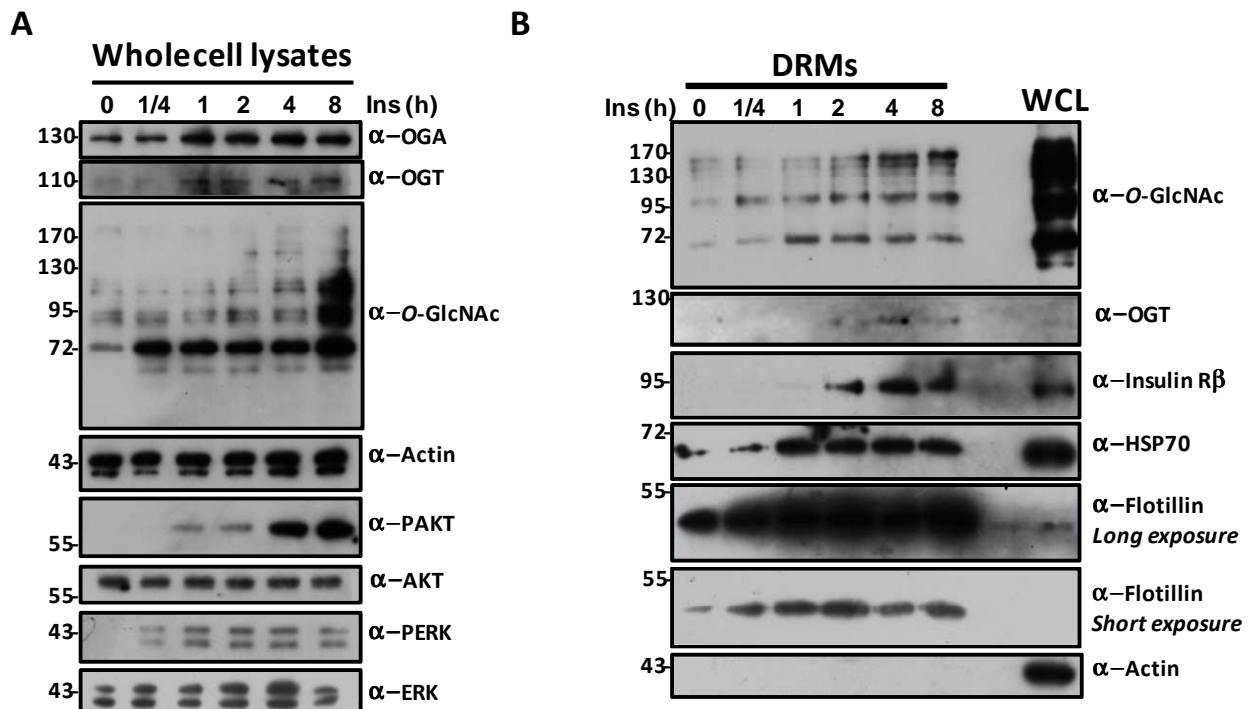 A
Wholecell lysates
0 1/4 1 2 4 8 Ins (h)
130- α–OGA
110- α–OGT
170-
130-
95- α–O-GlcNAc
72-
43- α–Actin
α–PAKT
55-
α–AKT
55-
43- α–PERK
43- α–ERK
B
DRMs
Ins (h) 0 1/4 1 2 4 8 WCL
170-
130-
95- α–O-GlcNAc
72-
130-
α–OGT
95- α–Insulin Rβ
72-
α–HSP70
55-
α–Flotillin
Long exposure
55-
α–Flotillin
Short exposure
43- α–Actin